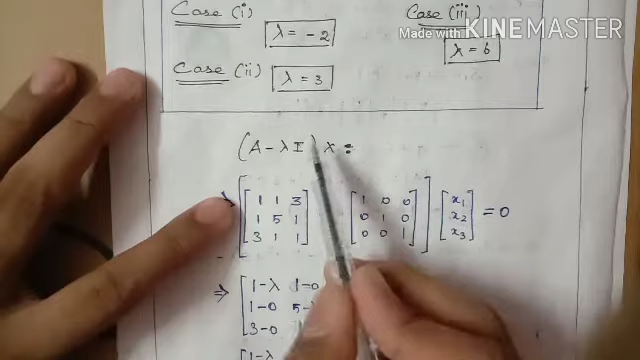 Case (i)
λ = -2
Case (iii)
Made with KINEMASTER
λ = 6
Case (ii)
λ = 3
(A - λI) X =
⇒ [[1 1 3] [1 0 0]] [x₁]
[[1 5 1] [0 1 0]] [x₂] = 0
[[3 1 1] [0 0 1]] [x₃]
⇒ [1-λ 1-0
1-0 5-λ
3-0
[1-λ